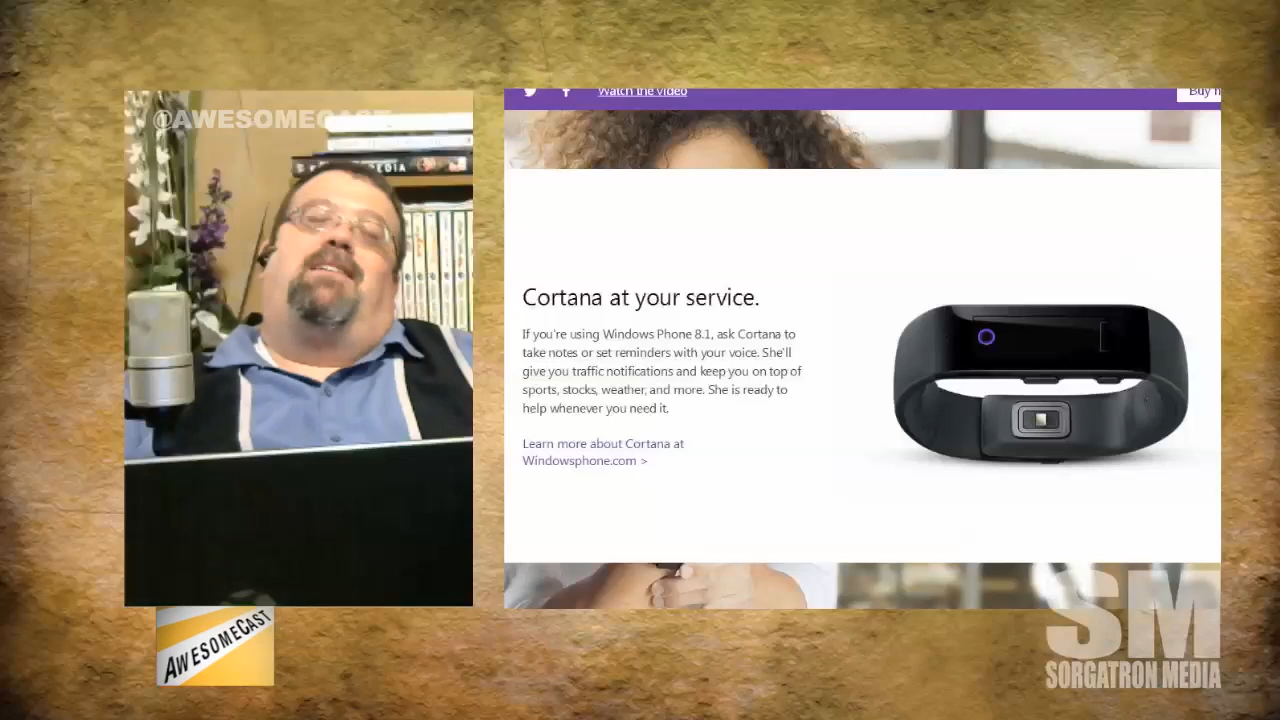 Watch the video
Buy n
@AWESOMECAST
PEDIA
Cortana at your service.
If you're using Windows Phone 8.1, ask Cortana to
take notes or set reminders with your voice. She'll
give you traffic notifications and keep you on top of
sports, stocks, weather, and more. She is ready to
help whenever you need it.
Learn more about Cortana at
Windowsphone.com >
AWESOMECAST
SM
SORGATRON MEDIA